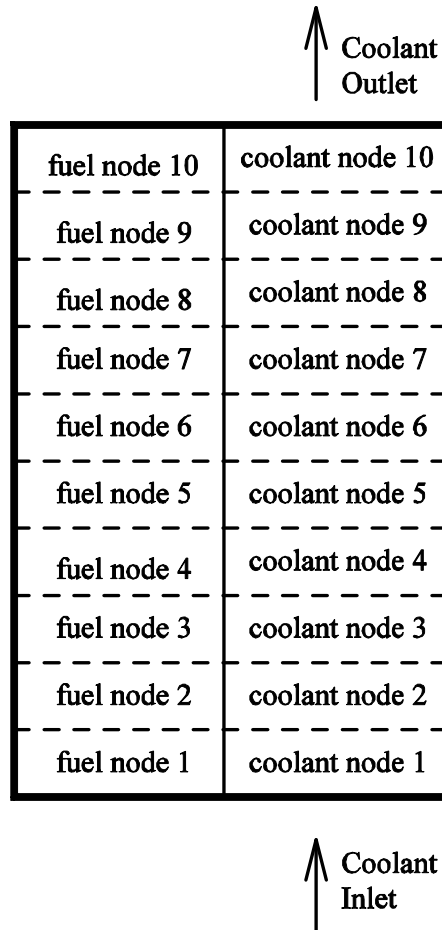 Coolant
Outlet
fuel node 10 coolant node 10
fuel node 9 coolant node 9
fuel node 8 coolant node 8
fuel node 7 coolant node 7
fuel node 6 coolant node 6
fuel node 5 coolant node 5
fuel node 4 coolant node 4
fuel node 3 coolant node 3
fuel node 2 coolant node 2
fuel node 1 coolant node 1
Coolant
Inlet